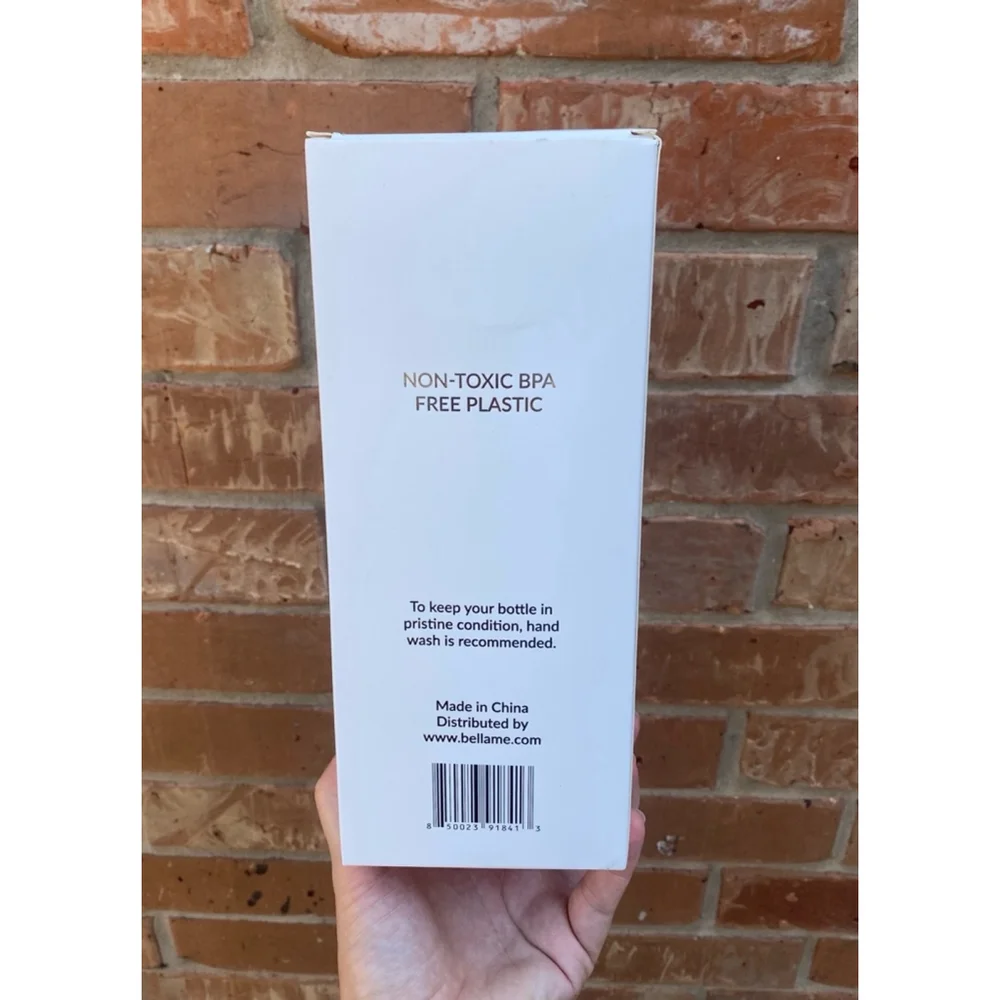 NON-TOXIC BPA
FREE PLASTIC
To keep your bottle in
pristine condition, hand
wash is recommended.
Made in China
Distributed by
www.bellame.com
8 50023 91841 3